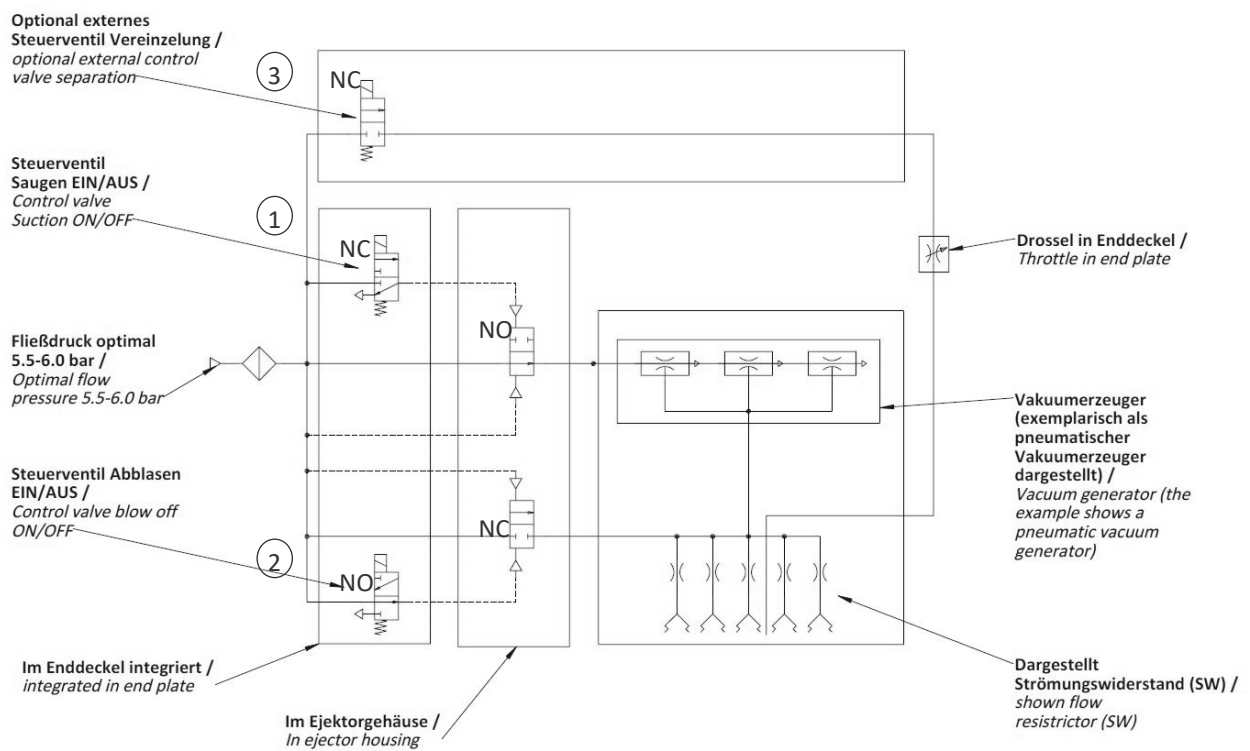 Optional externes
Steuerventil Vereinzelung /
optional external control
valve separation
3
NC
Steuerventil
Saugen EIN/AUS /
Control valve
Suction ON/OFF
1
NC
Drossel in Enddeckel /
Throttle in end plate
NO
Fließdruck optimal
5.5-6.0 bar /
Optimal flow
pressure 5.5-6.0 bar
Vakuumerzeuger
(exemplarisch als
pneumatischer
Vakuumerzeuger
dargestellt) /
Vacuum generator (the
example shows a
pneumatic vacuum
generator)
Steuerventil Abblasen
EIN/AUS /
Control valve blow off
ON/OFF
NC
2
NO
Im Enddeckel integriert /
integrated in end plate
Dargestellt
Strömungswiderstand (SW) /
shown flow
resistrictor (SW)
Im Ejektorgehäuse /
In ejector housing